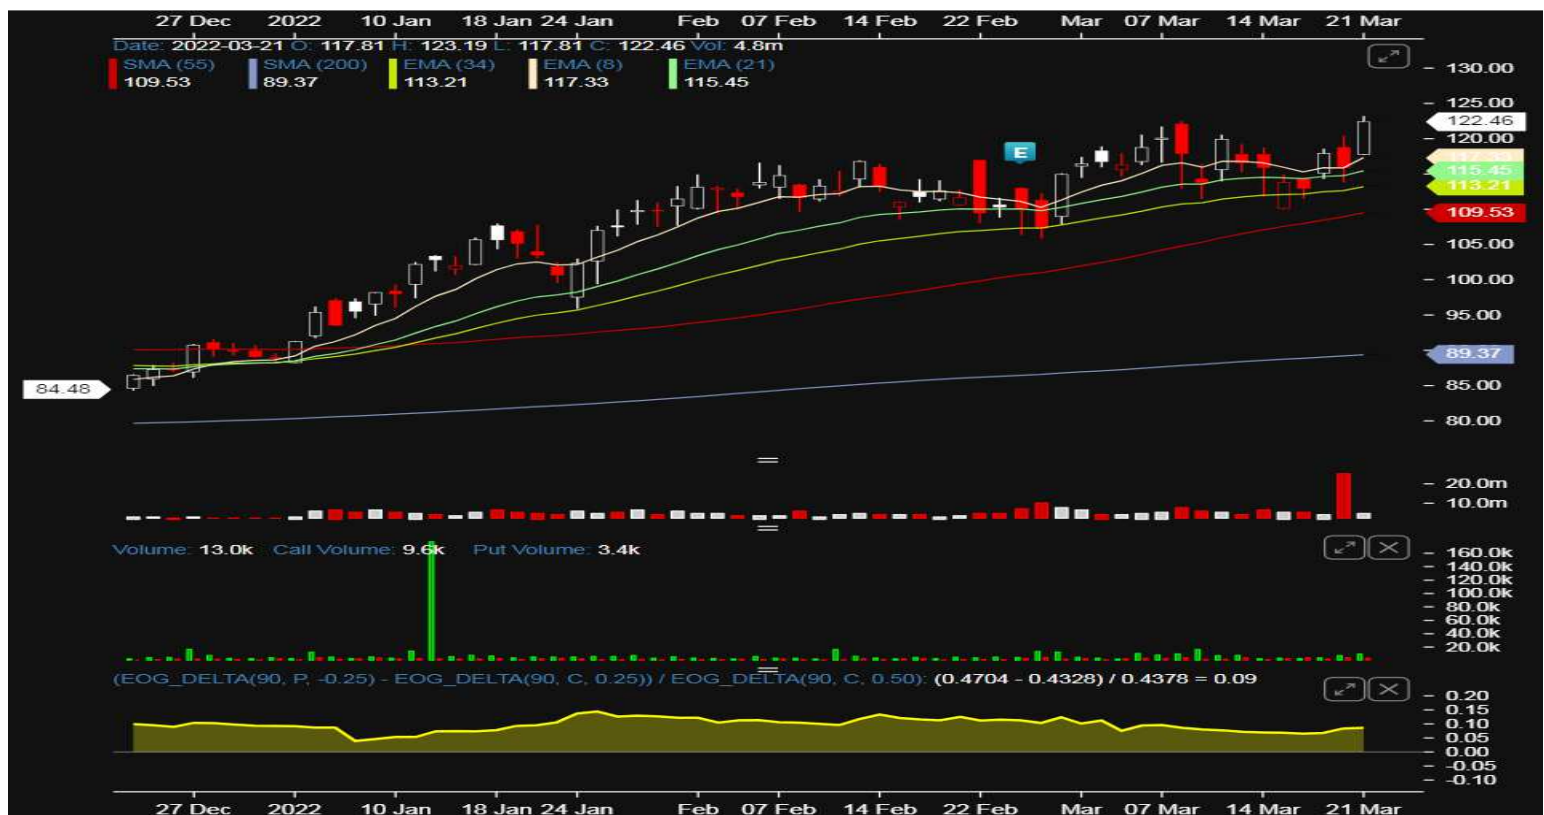 27 Dec 2022 10 Jan 18 Jan 24 Jan Feb 07 Feb 14 Feb 22 Feb Mar 07 Mar 14 Mar 21 Mar
Date: 2022-03-21 O: 117.81 H: 123.19 L: 117.81 C: 122.46 Vol: 4.8m
SMA (55) SMA (200) EMA (34) EMA (8) EMA (21)
109.53 89.37 113.21 117.33 115.45
130.00
125.00
122.46
120.00
E
117.33
115.45
113.21
109.53
105.00
100.00
95.00
89.37
84.48
85.00
80.00
20.0m
10.0m
Volume: 13.0k Call Volume: 9.6k Put Volume: 3.4k
160.0k
140.0k
120.0k
100.0k
80.0k
60.0k
40.0k
20.0k
(EOG_DELTA(90, P, -0.25) - EOG_DELTA(90, C, 0.25)) / EOG_DELTA(90, C, 0.50): (0.4704 - 0.4328) / 0.4378 = 0.09
0.20
0.15
0.10
0.05
0.00
-0.05
-0.10
27 Dec 2022 10 Jan 18 Jan 24 Jan Feb 07 Feb 14 Feb 22 Feb Mar 07 Mar 14 Mar 21 Mar